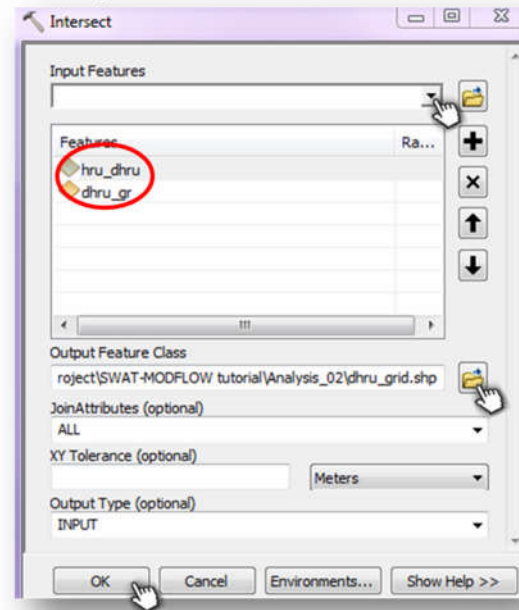 Intersect
Input Features
Features Ra...
hru_dhru
dhru_gr
Output Feature Class
roject\SWAT-MODFLOW tutorial\Analysis_02\dhru_grid.shp
JoinAttributes (optional)
ALL
XY Tolerance (optional)
Meters
Output Type (optional)
INPUT
OK Cancel Environments... Show Help >>